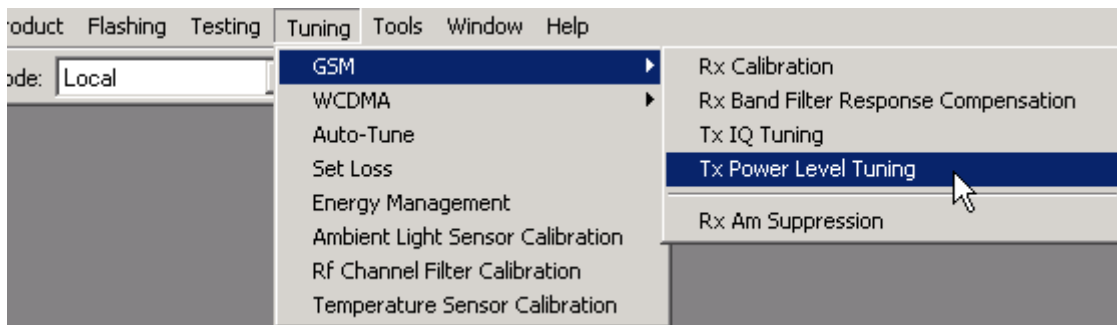 Flashing Testing Tuning Tools Window Help
Local
GSM
WCDMA
Auto-Tune
Set Loss
Energy Management
Ambient Light Sensor Calibration
Rf Channel Filter Calibration
Temperature Sensor Calibration
Rx Calibration
Rx Band Filter Response Compensation
Tx IQ Tuning
Tx Power Level Tuning
Rx Am Suppression